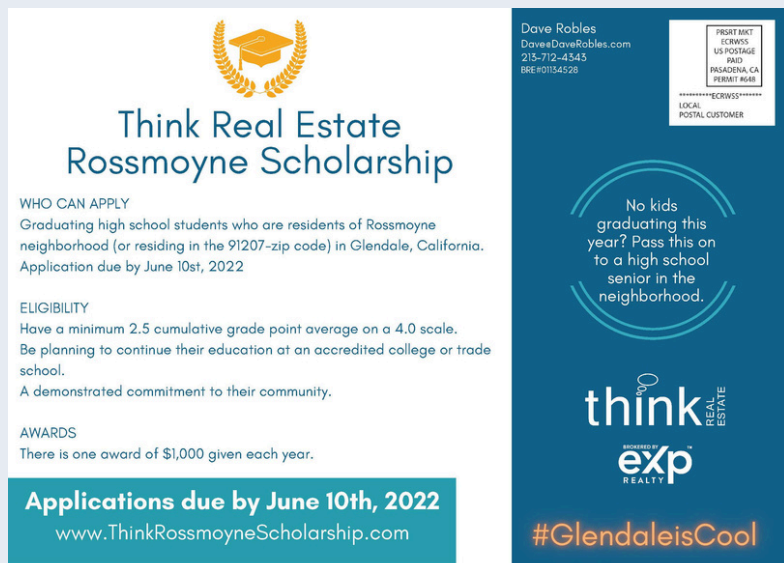 Think Real Estate
Rossmoyne Scholarship
WHO CAN APPLY
Graduating high school students who are residents of Rossmoyne
neighborhood (or residing in the 91207-zip code) in Glendale, California.
Application due by June 10st, 2022
ELIGIBILITY
Have a minimum 2.5 cumulative grade point average on a 4.0 scale.
Be planning to continue their education at an accredited college or trade
school.
A demonstrated commitment to their community.
AWARDS
There is one award of $1,000 given each year.
Applications due by June 10th, 2022
www.ThinkRossmoyneScholarship.com
Dave Robles
Dave@DaveRobles.com
213-712-4343
BRE#01134528
PRSRT MKT
ECRWSS
US POSTAGE
PAID
PASADENA, CA
PERMIT #648
**********ECRWSS*******
LOCAL
POSTAL CUSTOMER
No kids
graduating this
year? Pass this on
to a high school
senior in the
neighborhood.
think REAL ESTATE
BROKERED BY
eXp™
REALTY
#GlendaleisCool